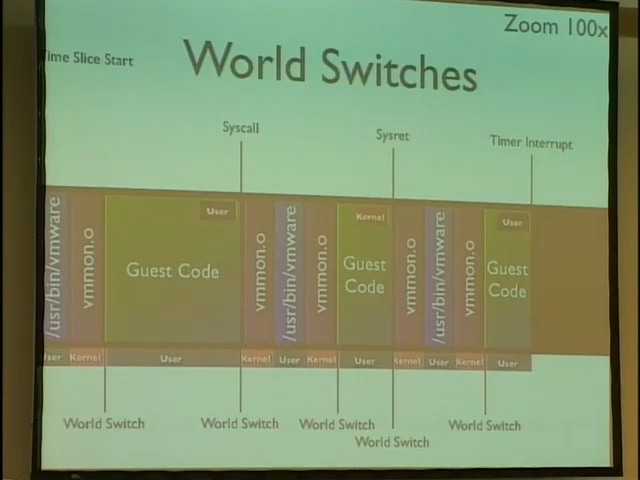 Zoom 100x
World Switches
Time Slice Start
Syscall
Sysret
Timer Interrupt
/usr/bin/vmware
vmmon.o
User
Guest Code
vmmon.o
/usr/bin/vmware
vmmon.o
Kernel
Guest
Code
vmmon.o
/usr/bin/vmware
vmmon.o
User
Guest
Code
User
Kernel
User
Kernel
User
Kernel
User
Kernel
User
Kernel
User
World Switch
World Switch
World Switch
World Switch
World Switch